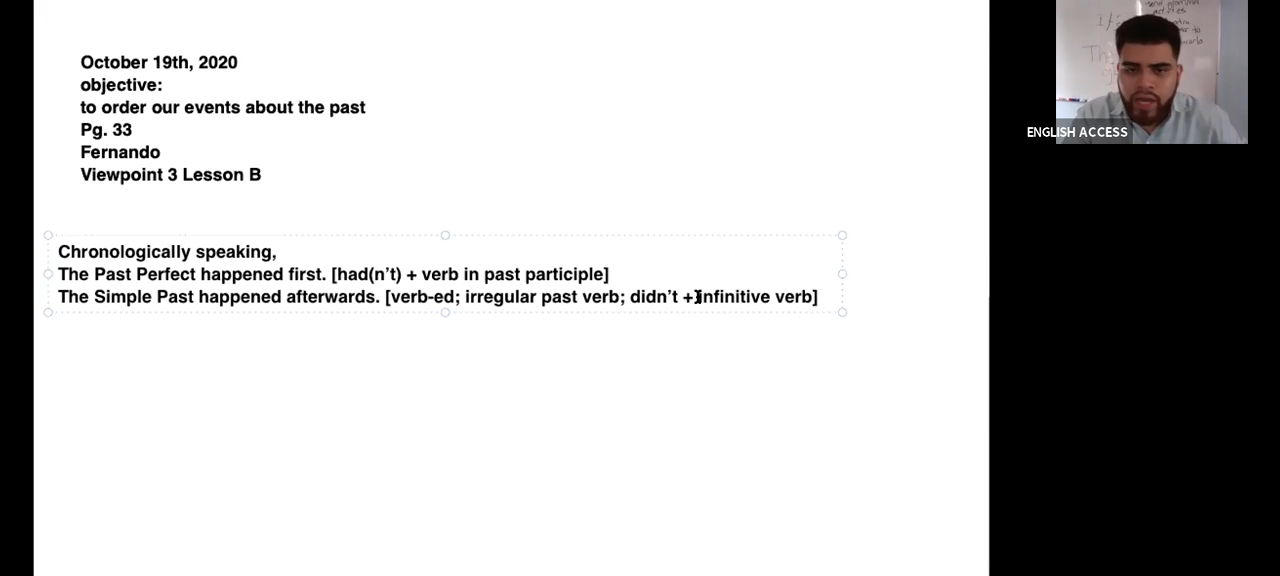 October 19th, 2020
objective:
to order our events about the past
Pg. 33
Fernando
Viewpoint 3 Lesson B
Chronologically speaking,
The Past Perfect happened first. [had(n’t) + verb in past participle]
The Simple Past happened afterwards. [verb-ed; irregular past verb; didn’t + infinitive verb]
send grammar
ENGLISH ACCESS